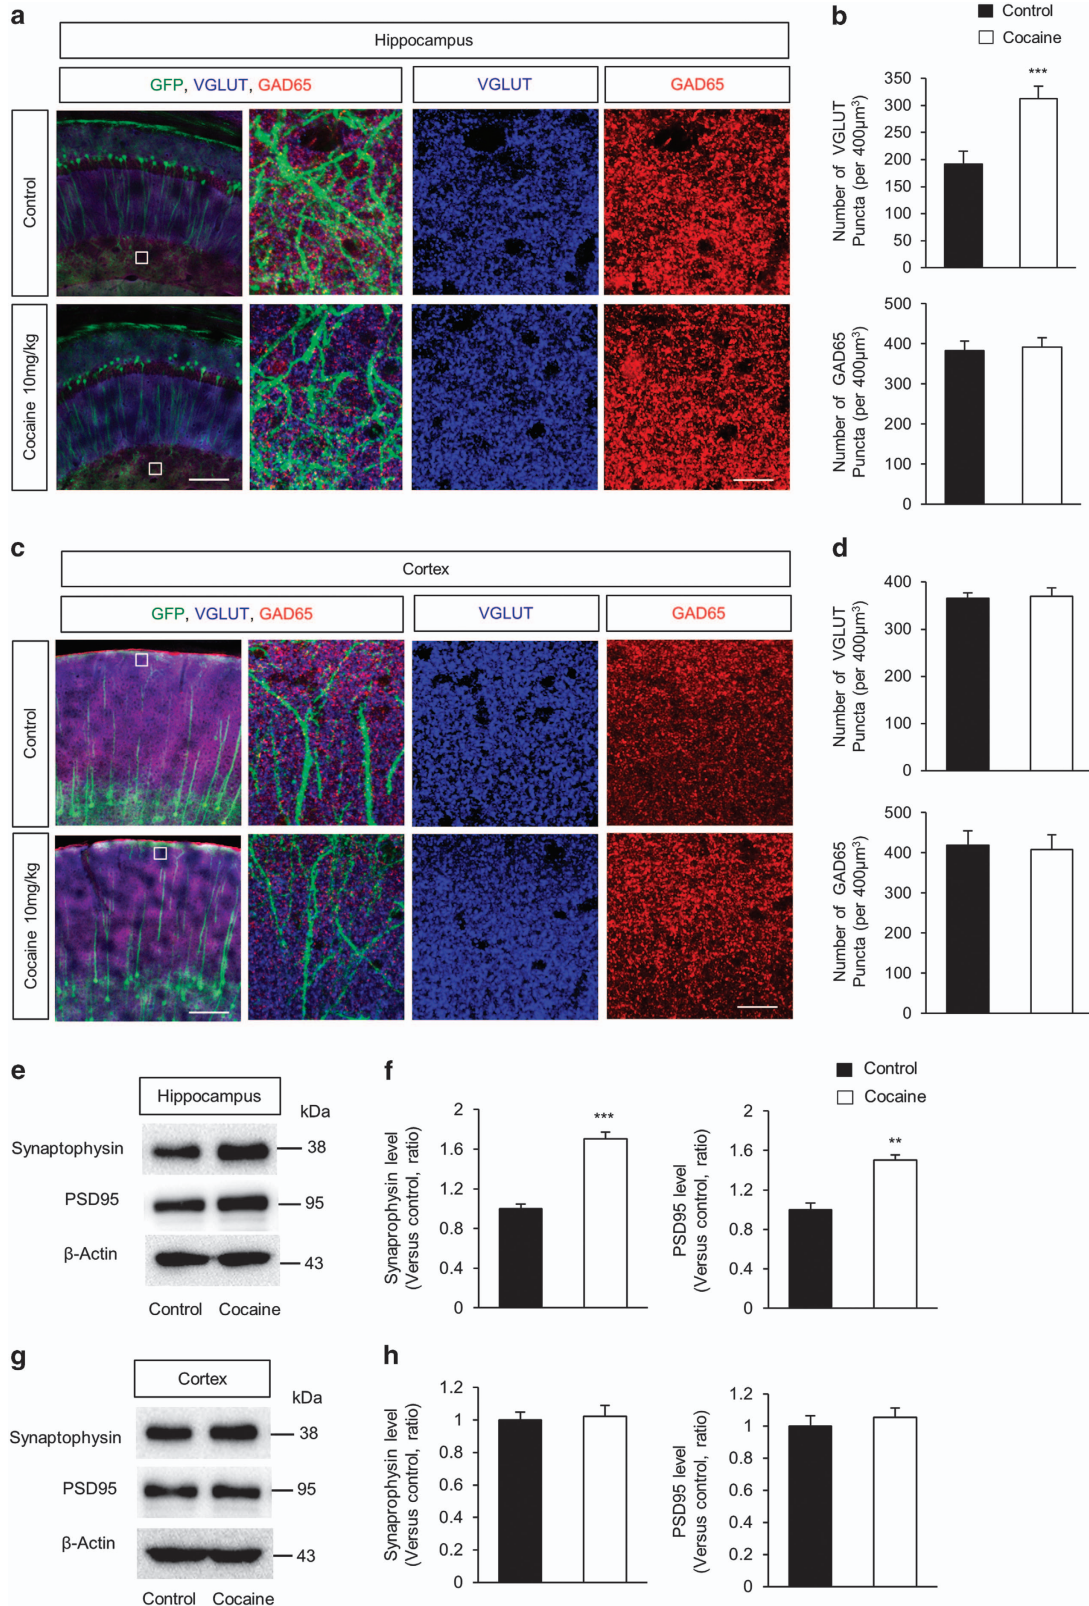 a
Hippocampus
GFP, VGLUT, GAD65
VGLUT
GAD65
Control
Cocaine 10mg/kg
b
Control
Cocaine
***
350
300
250
200
150
100
50
0
Number of VGLUT
Puncta (per 400µm³)
500
400
300
200
100
0
Number of GAD65
Puncta (per 400µm³)
c
Cortex
GFP, VGLUT, GAD65
VGLUT
GAD65
Control
Cocaine 10mg/kg
d
400
300
200
100
0
Number of VGLUT
Puncta (per 400µm³)
500
400
300
200
100
0
Number of GAD65
Puncta (per 400µm³)
e
Hippocampus
kDa
Synaptophysin
38
PSD95
95
β-Actin
43
Control Cocaine
f
Control
Cocaine
Synaprophysin level
(Versus control, ratio)
2
1.6
1.2
0.8
0.4
0
***
PSD95 level
(Versus control, ratio)
2
1.6
1.2
0.8
0.4
0
**
g
Cortex
kDa
Synaptophysin
38
PSD95
95
β-Actin
43
Control Cocaine
h
Synaprophysin level
(Versus control, ratio)
1.2
1
0.8
0.6
0.4
0.2
0
PSD95 level
(Versus control, ratio)
1.2
1
0.8
0.6
0.4
0.2
0